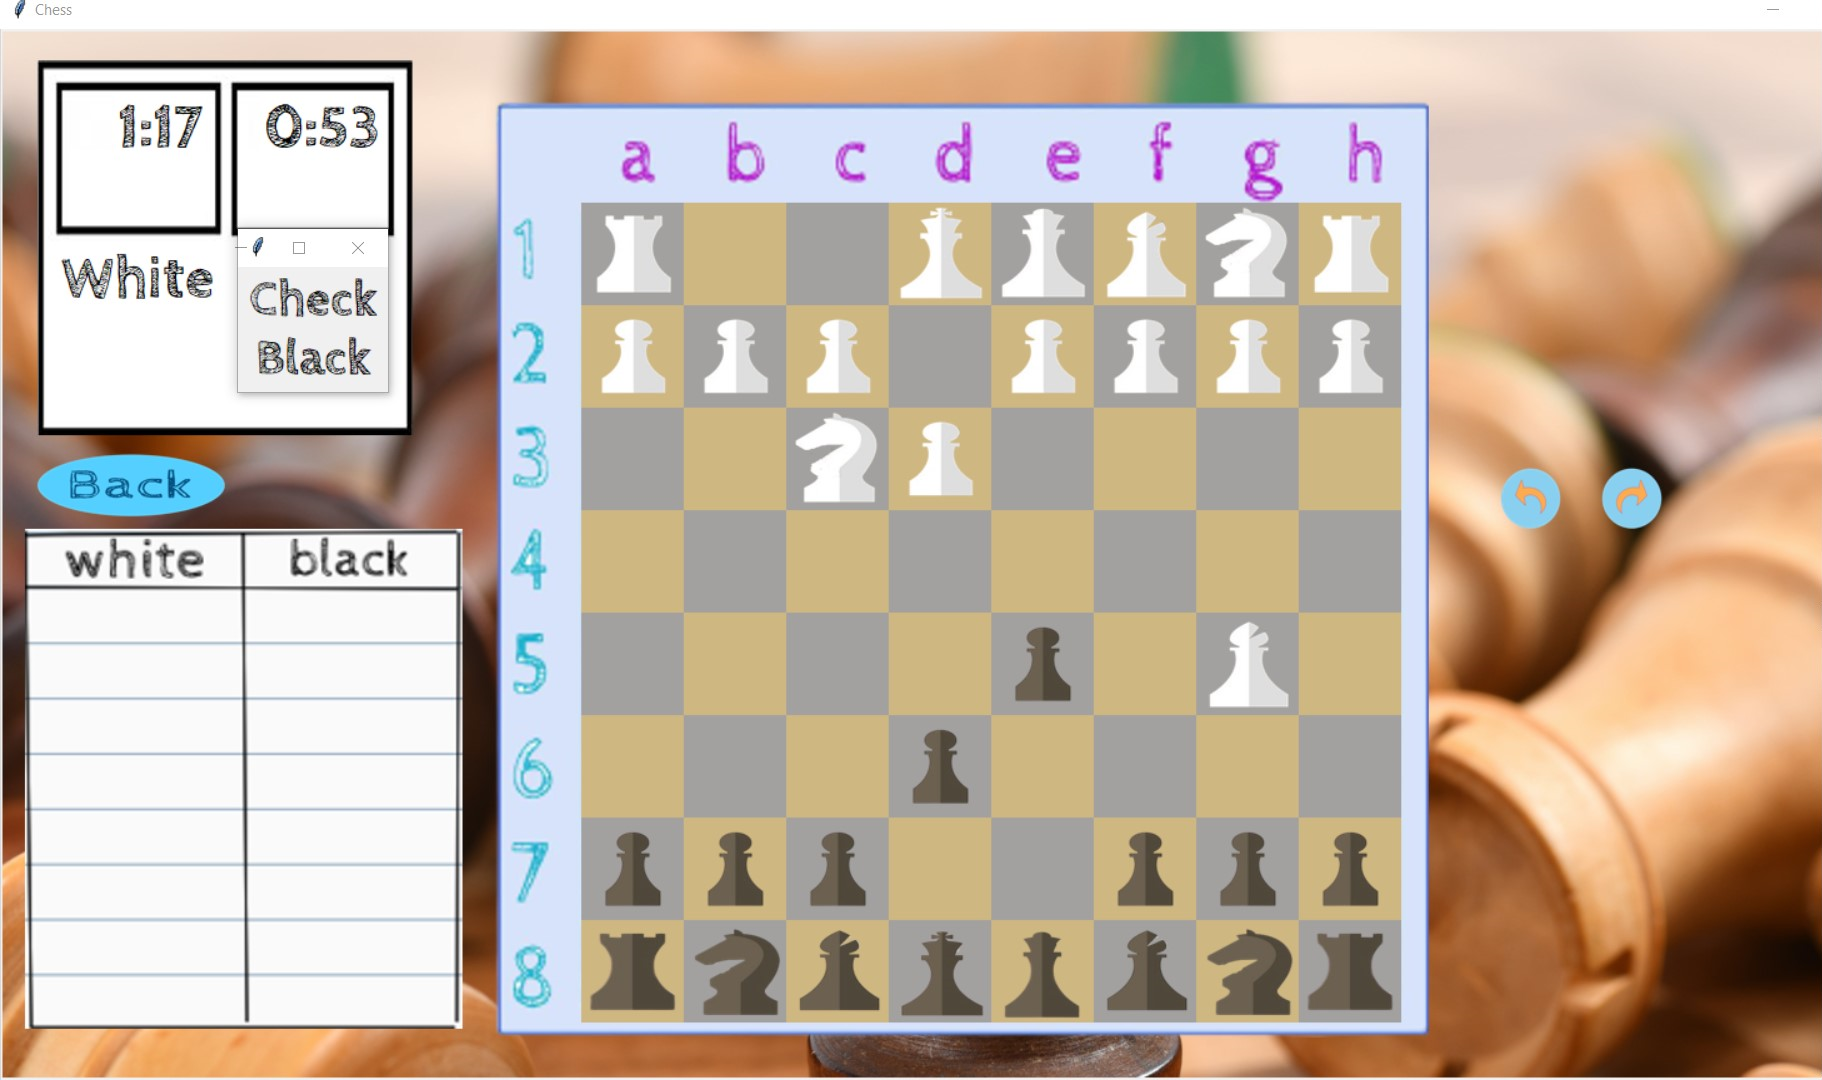 Chess
1:17 0:53
White
Check
Black
Back
white black
a b c d e f g h
1
2
3
4
5
6
7
8